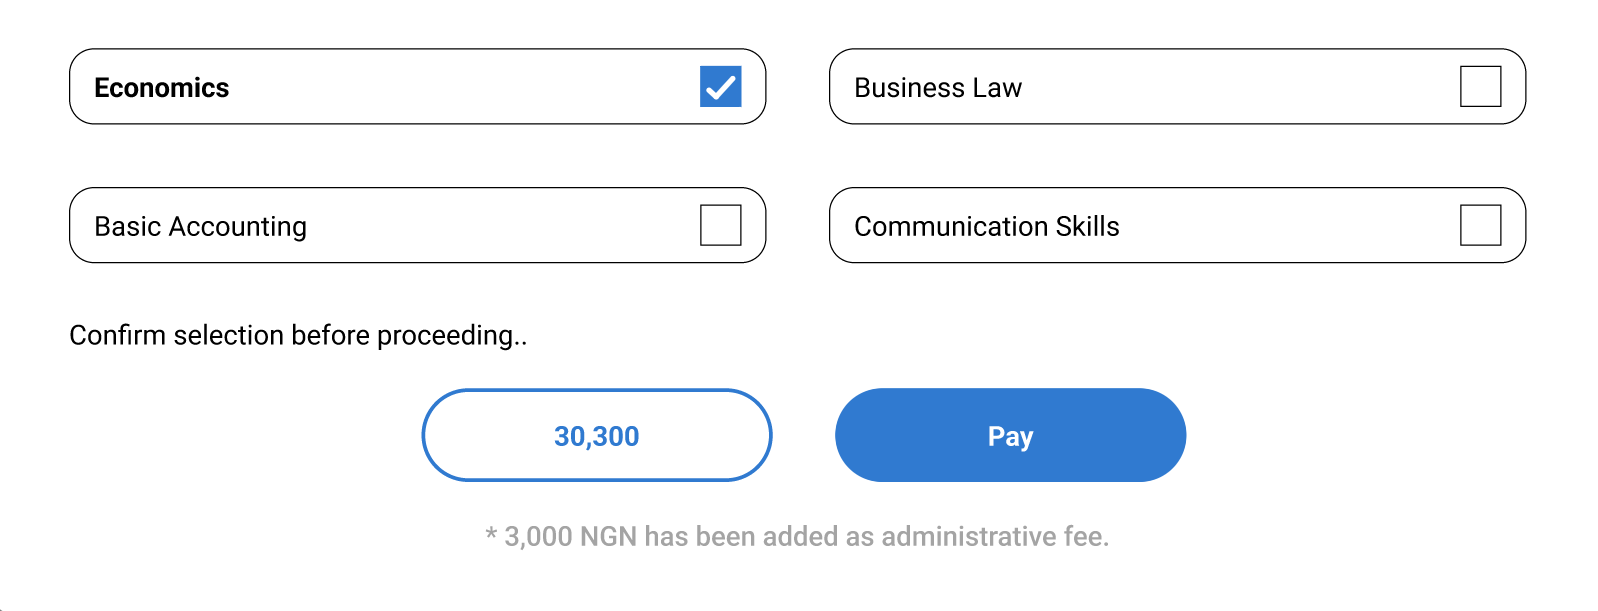 Economics
Business Law
Basic Accounting
Communication Skills
Confirm selection before proceeding..
30,300
Pay
* 3,000 NGN has been added as administrative fee.